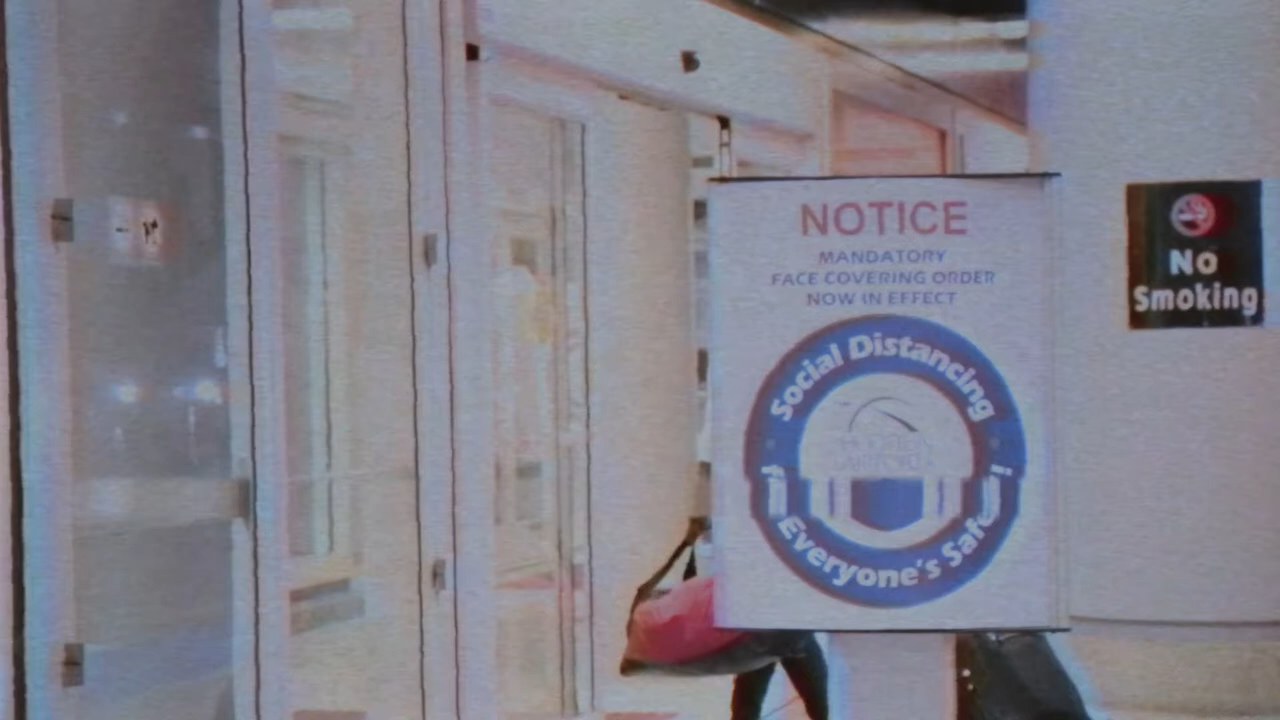 NOTICE
MANDATORY
FACE COVERING ORDER
NOW IN EFFECT
Social Distancing
Everyone's Safe
No
Smoking